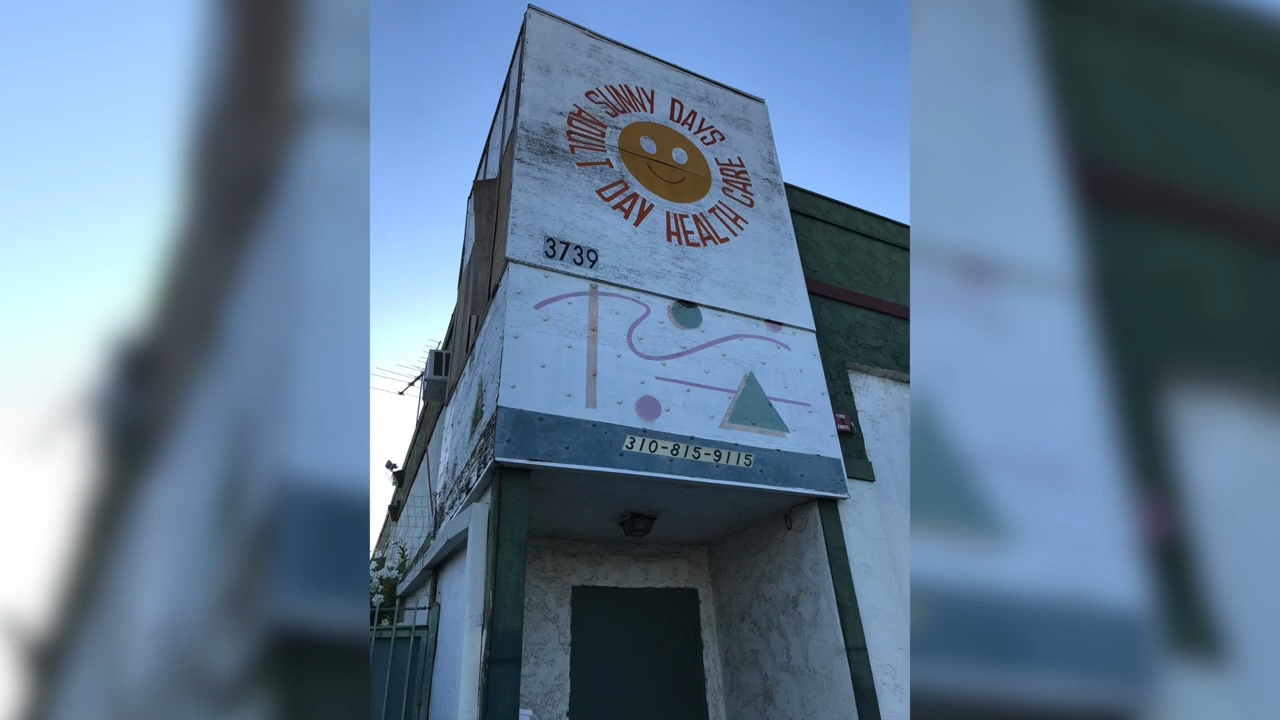 SUNNY DAYS
ADULT
DAY HEALTH CARE
3739
310-815-9115